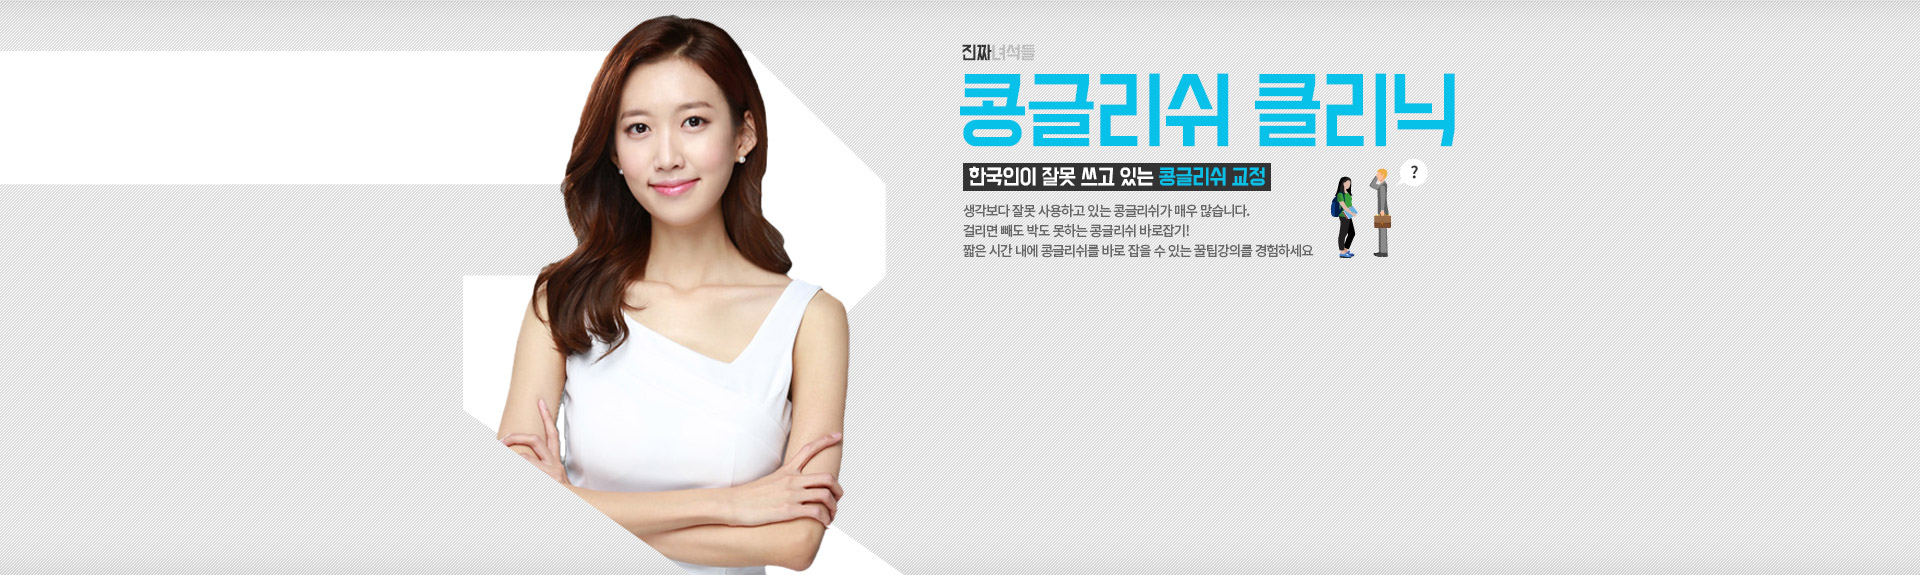 진짜녀석들
콩글리쉬 클리닉
한국인이 잘못 쓰고 있는 콩글리쉬 교정
?
생각보다 잘못 사용하고 있는 콩글리쉬가 매우 많습니다.
걸리면 빼도 박도 못하는 콩글리쉬 바로잡기!
짧은 시간 내에 콩글리쉬를 바로 잡을 수 있는 꿀팁강의를 경험하세요